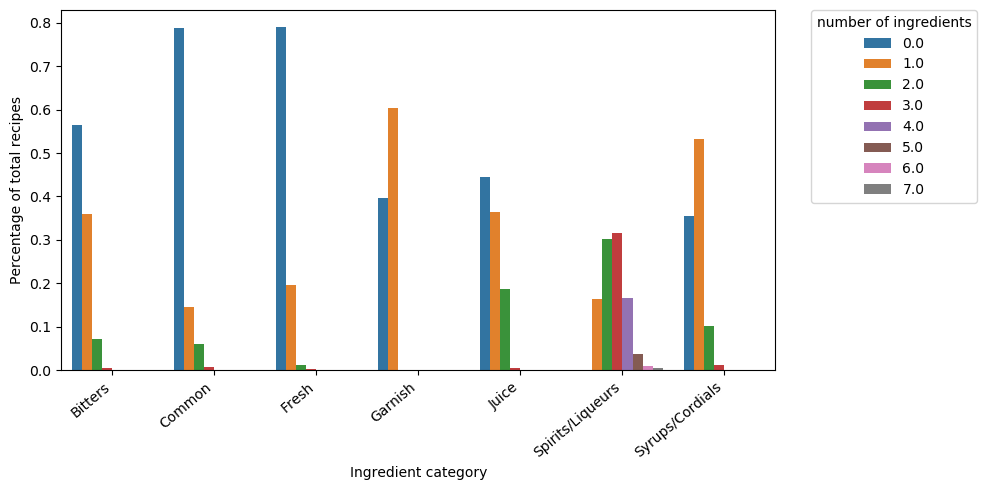 number of ingredients
0.0
1.0
2.0
3.0
4.0
5.0
6.0
7.0
Percentage of total recipes
0.8
0.7
0.6
0.5
0.4
0.3
0.2
0.1
0.0
Bitters
Common
Fresh
Garnish
Juice
Spirits/Liqueurs
Syrups/Cordials
Ingredient category